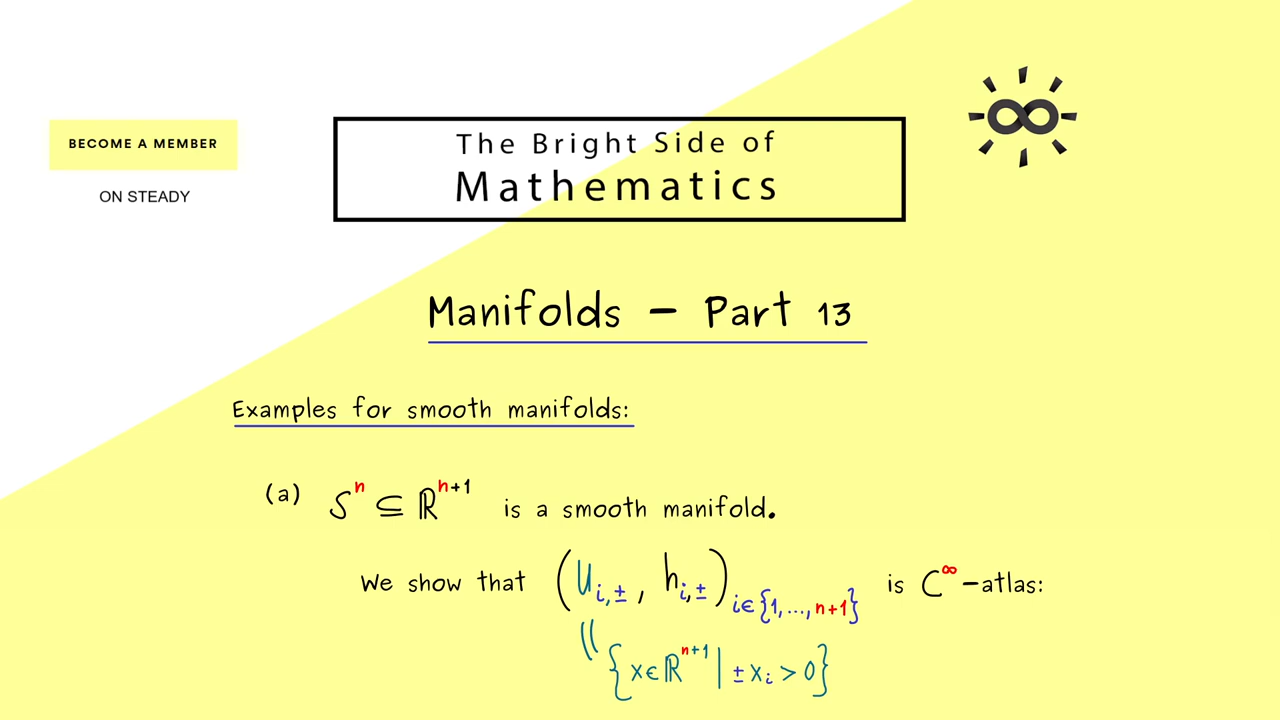 BECOME A MEMBER
ON STEADY
The Bright Side of
Mathematics
Manifolds - Part 13
Examples for smooth manifolds:
(a) Sⁿ ⊆ ℝⁿ⁺¹ is a smooth manifold.
We show that (U_{i,±}, h_{i,±})_{i∈{1,...,n+1}} is C^∞-atlas:
|| {x∈ℝⁿ⁺¹ | ±x_i > 0}